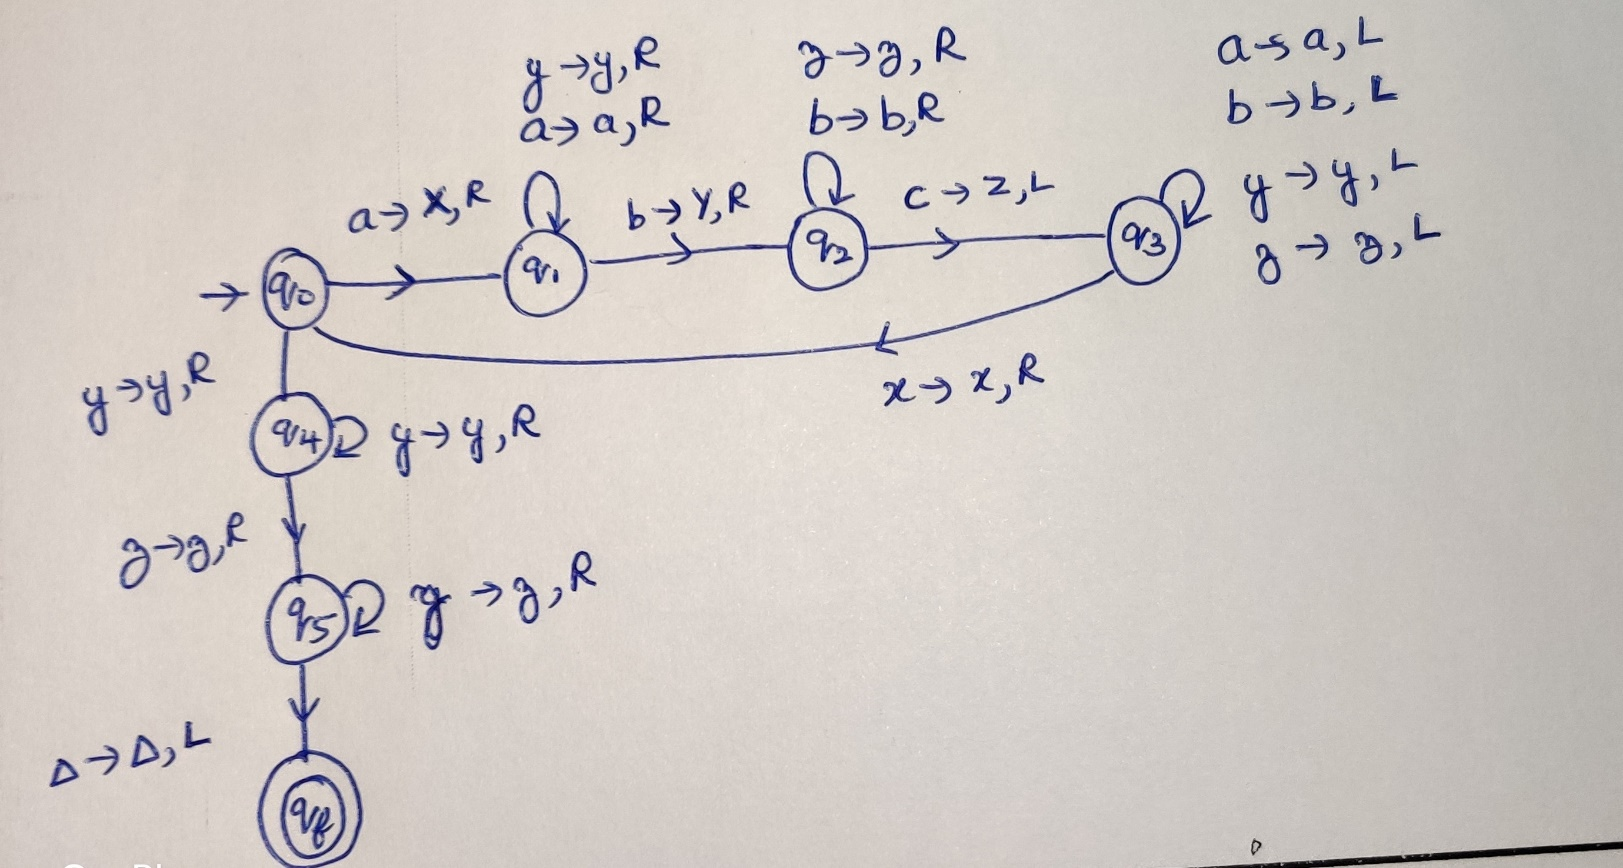 y→y,R
a→a,R
z→z,R
b→b,R
a→a,L
b→b,L
y→y,L
z→z,L
a→X,R
b→Y,R
c→Z,L
→q0
q1
q2
q3
x→x,R
y→y,R
q4
y→y,R
z→z,R
q5
→z,R
Δ→Δ,L
qf